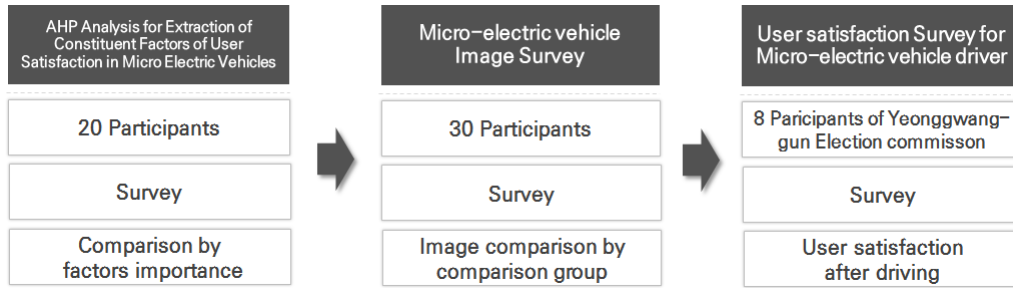 AHP Analysis for Extraction of
Constituent Factors of User
Satisfaction in Micro Electric Vehicles
20 Participants
Survey
Comparison by
factors importance
Micro-electric vehicle
Image Survey
30 Participants
Survey
Image comparison by
comparison group
User satisfaction Survey for
Micro-electric vehicle driver
8 Paricipants of Yeonggwang-
gun Election commisson
Survey
User satisfaction
after driving